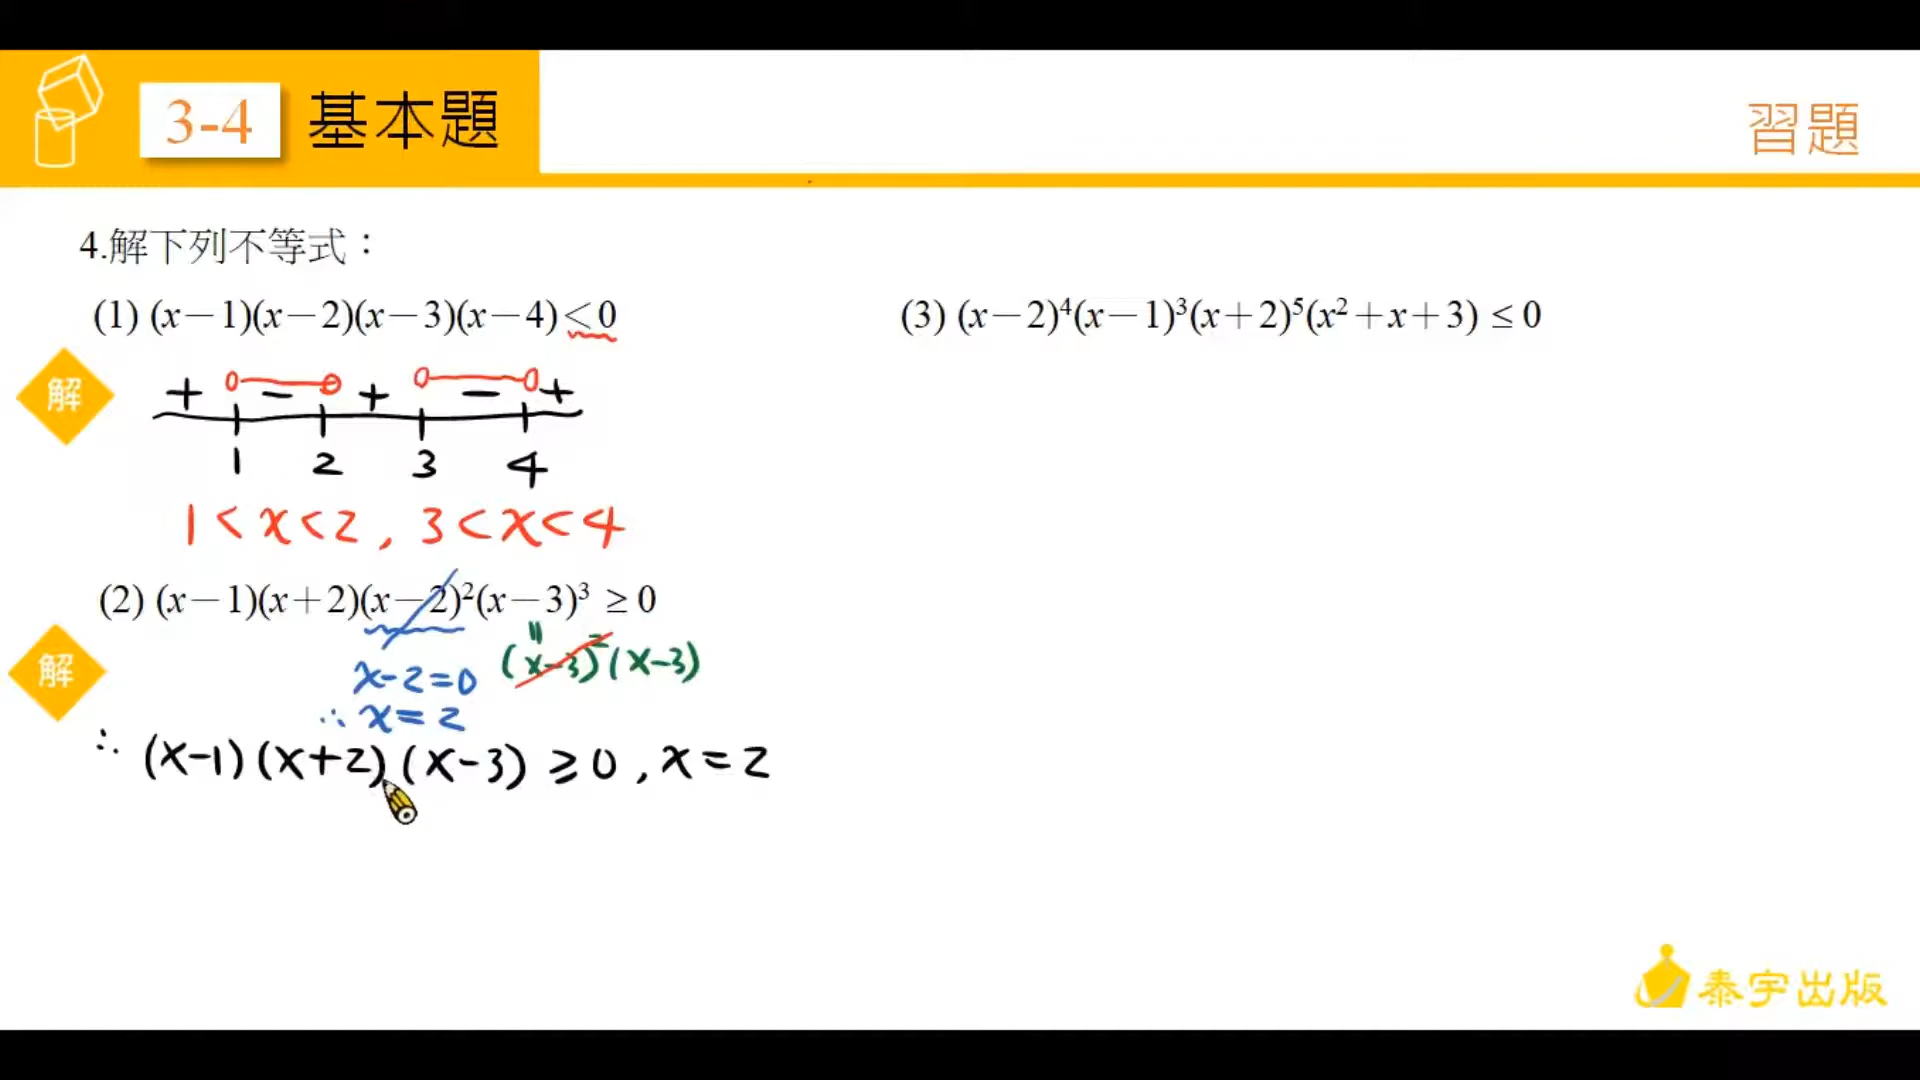 3-4 基本題
習題
4.解下列不等式：
(1) (x－1)(x－2)(x－3)(x－4)<0
解
+ − + − +
1 2 3 4
1<x<2, 3<x<4
(2) (x－1)(x＋2)(x－2)²(x－3)³ ≥ 0
解
"
(x-3)²(x-3)
x-2=0
∴ x=2
∴ (x-1)(x+2)(x-3) ≥ 0, x=2
(3) (x－2)⁴(x－1)³(x＋2)⁵(x²＋x＋3) ≤ 0
泰宇出版